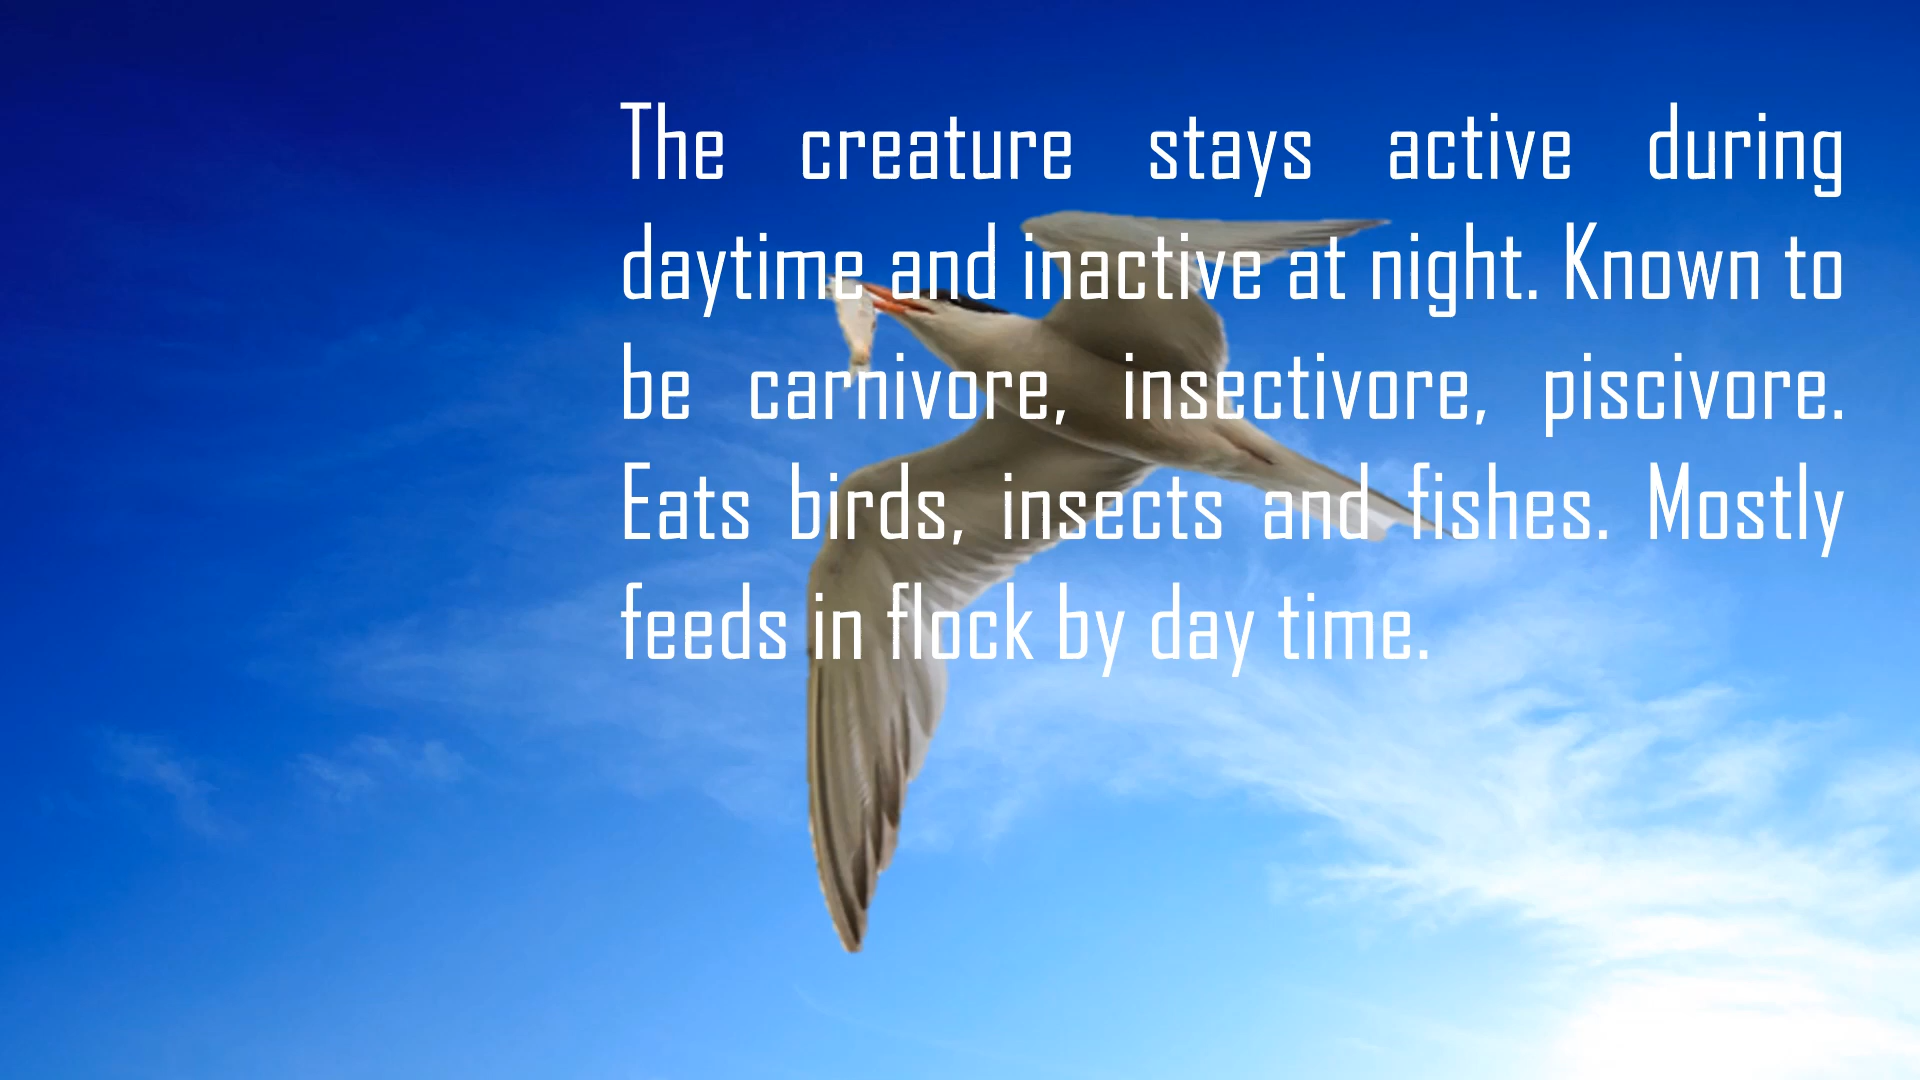 The creature stays active during
daytime and inactive at night. Known to
be carnivore, insectivore, piscivore.
Eats birds, insects and fishes. Mostly
feeds in flock by day time.